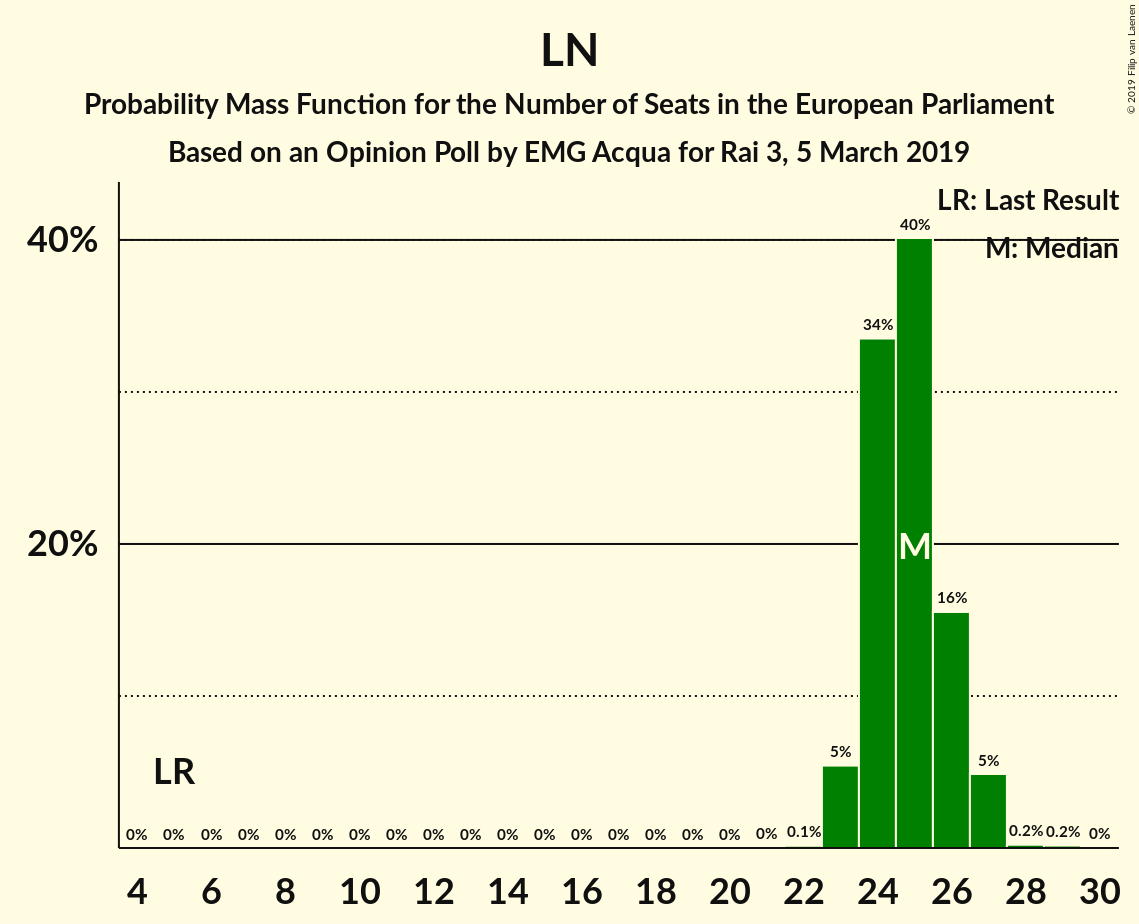 LN
Probability Mass Function for the Number of Seats in the European Parliament
Based on an Opinion Poll by EMG Acqua for Rai 3, 5 March 2019
© 2019 Filip van Laenen
LR: Last Result
M: Median
40%
20%
40%
34%
M
16%
5%
5%
LR
0% 0% 0% 0% 0% 0% 0% 0% 0% 0% 0% 0% 0% 0% 0% 0% 0% 0% 0.1% 0.2% 0.2% 0%
4 6 8 10 12 14 16 18 20 22 24 26 28 30